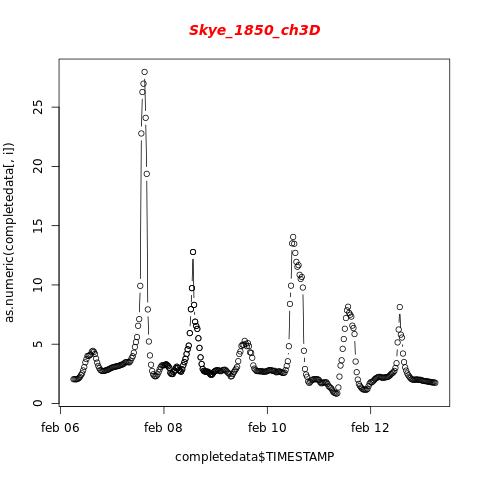 Skye_1850_ch3D
as.numeric(completedata[, i])
25
20
15
10
5
0
feb 06 feb 08 feb 10 feb 12
completedata$TIMESTAMP